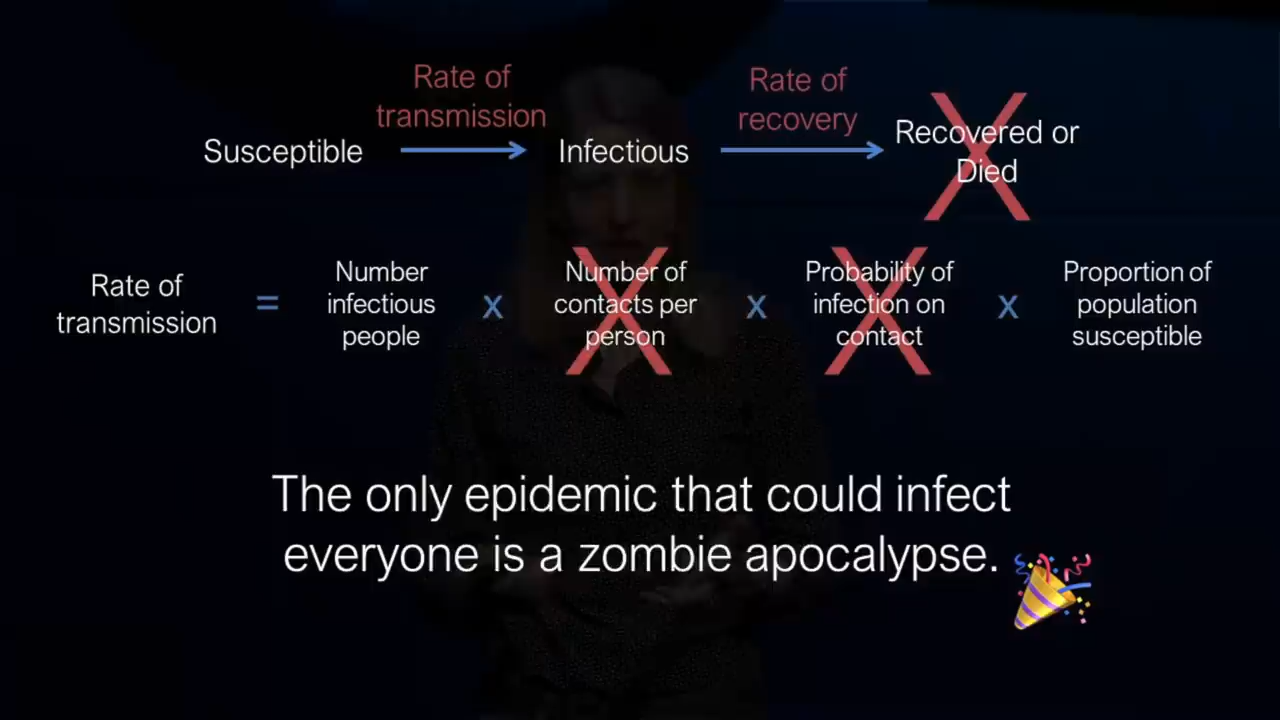 Rate of
transmission
Rate of
recovery
Susceptible
Infectious
Recovered or
Died
Rate of
transmission
=
Number
infectious
people
x
Number of
contacts per
person
x
Probability of
infection on
contact
x
Proportion of
population
susceptible
The only epidemic that could infect
everyone is a zombie apocalypse.